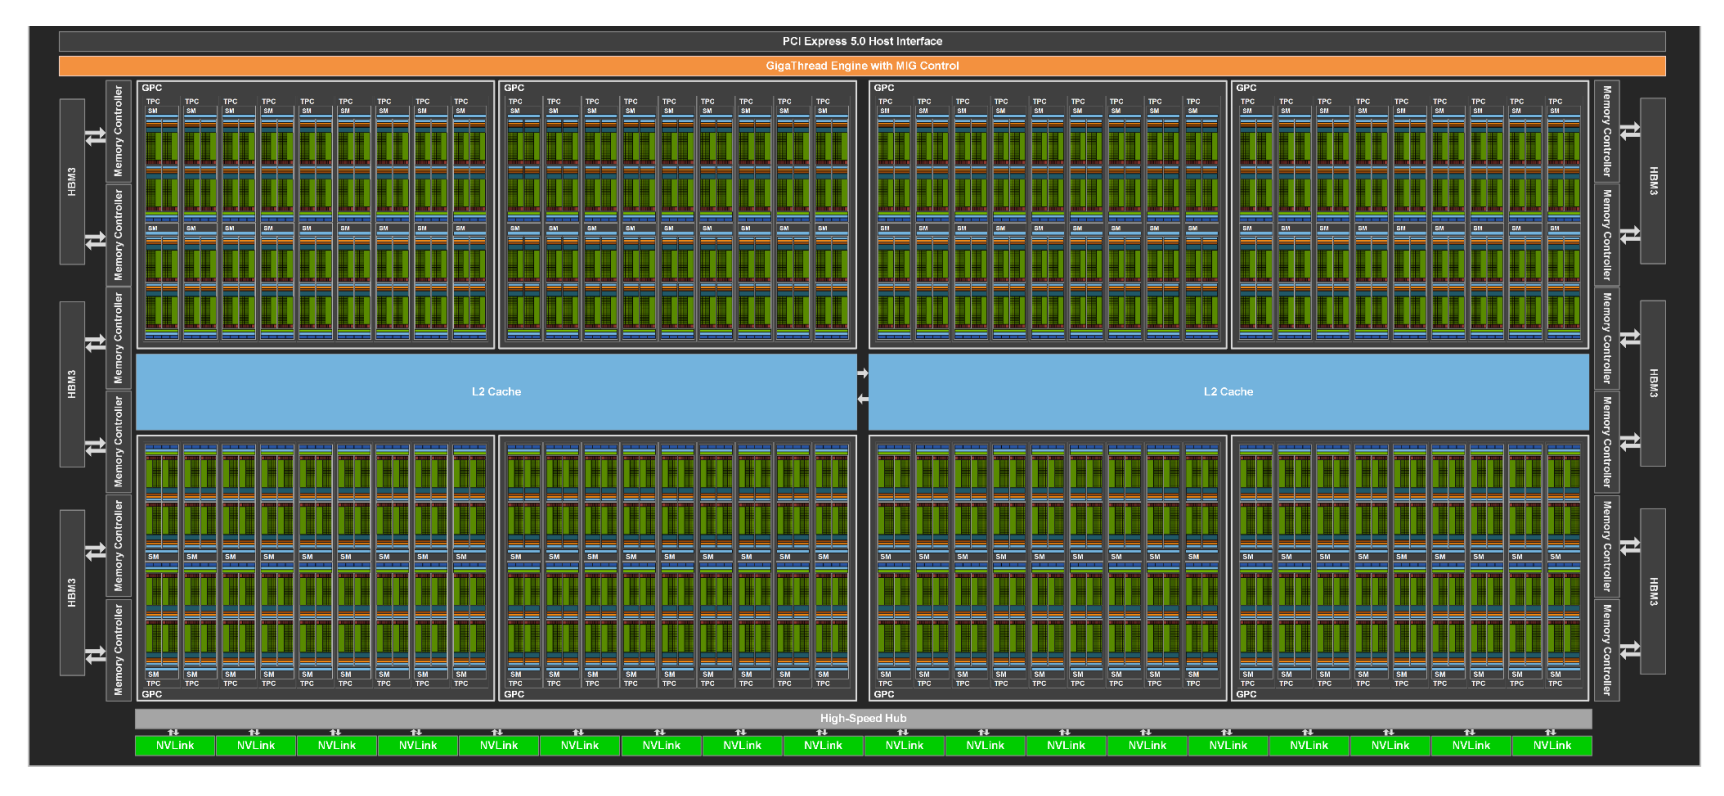 PCI Express 5.0 Host Interface
GigaThread Engine with MIG Control
HBM3
HBM3
HBM3
Memory Controller
Memory Controller
Memory Controller
Memory Controller
Memory Controller
Memory Controller
GPC GPC GPC GPC
TPC TPC TPC TPC TPC TPC TPC TPC TPC TPC TPC TPC TPC TPC TPC TPC TPC TPC TPC TPC TPC TPC TPC TPC TPC TPC TPC TPC TPC TPC TPC TPC TPC TPC TPC TPC
SM SM SM SM SM SM SM SM SM SM SM SM SM SM SM SM SM SM SM SM SM SM SM SM SM SM SM SM SM SM SM SM SM SM SM SM
SM SM SM SM SM SM SM SM SM SM SM SM SM SM SM SM SM SM SM SM SM SM SM SM SM SM SM SM SM SM SM SM SM SM SM SM
L2 Cache L2 Cache
SM SM SM SM SM SM SM SM SM SM SM SM SM SM SM SM SM SM SM SM SM SM SM SM SM SM SM SM SM SM SM SM SM SM SM SM
SM SM SM SM SM SM SM SM SM SM SM SM SM SM SM SM SM SM SM SM SM SM SM SM SM SM SM SM SM SM SM SM SM SM SM SM
TPC TPC TPC TPC TPC TPC TPC TPC TPC TPC TPC TPC TPC TPC TPC TPC TPC TPC TPC TPC TPC TPC TPC TPC TPC TPC TPC TPC TPC TPC TPC TPC TPC TPC TPC TPC
GPC GPC GPC GPC
Memory Controller
Memory Controller
Memory Controller
Memory Controller
Memory Controller
Memory Controller
HBM3
HBM3
HBM3
High-Speed Hub
NVLink NVLink NVLink NVLink NVLink NVLink NVLink NVLink NVLink NVLink NVLink NVLink NVLink NVLink NVLink NVLink NVLink NVLink